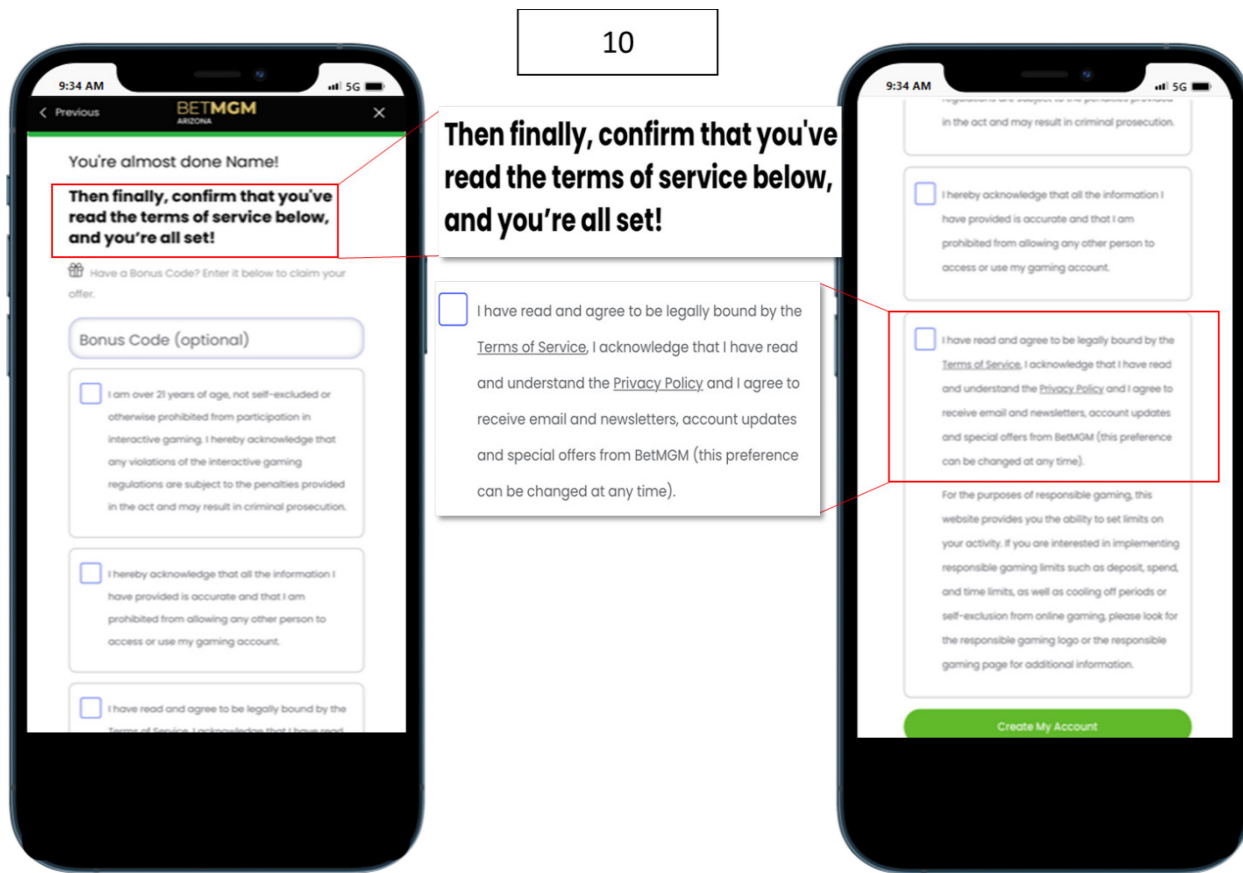 10
9:34 AM
5G
Previous
BETMGM
ARIZONA
You're almost done Name!
Then finally, confirm that you've
read the terms of service below,
and you're all set!
Have a Bonus Code? Enter it below to claim your
offer.
Bonus Code (optional)
I am over 21 years of age, not self-excluded or
otherwise prohibited from participation in
interactive gaming. I hereby acknowledge that
any violations of the interactive gaming
regulations are subject to the penalties provided
in the act and may result in criminal prosecution.
I hereby acknowledge that all the information I
have provided is accurate and that I am
prohibited from allowing any other person to
access or use my gaming account.
I have read and agree to be legally bound by the
Terms of Service, I acknowledge that I have read
Then finally, confirm that you've
read the terms of service below,
and you're all set!
I have read and agree to be legally bound by the
Terms of Service, I acknowledge that I have read
and understand the Privacy Policy and I agree to
receive email and newsletters, account updates
and special offers from BetMGM (this preference
can be changed at any time).
9:34 AM
5G
regulations are subject to the penalties provided
in the act and may result in criminal prosecution.
I hereby acknowledge that all the information I
have provided is accurate and that I am
prohibited from allowing any other person to
access or use my gaming account.
I have read and agree to be legally bound by the
Terms of Service, I acknowledge that I have read
and understand the Privacy Policy and I agree to
receive email and newsletters, account updates
and special offers from BetMGM (this preference
can be changed at any time).
For the purposes of responsible gaming, this
website provides you the ability to set limits on
your activity. If you are interested in implementing
responsible gaming limits such as deposit, spend,
and time limits, as well as cooling off periods or
self-exclusion from online gaming, please look for
the responsible gaming logo or the responsible
gaming page for additional information.
Create My Account